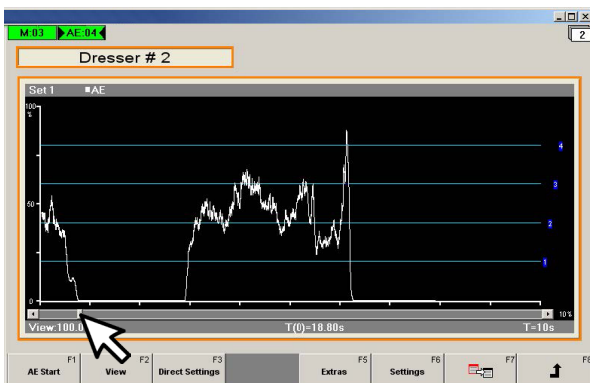 M:03 AE:04
2
Dresser # 2
Set 1 AE
100
%
4
3
50
2
1
0
10%
View:100.0 T(0)=18.80s T=10s
F1 F2 F3 F5 F6 F7 F8
AE Start View Direct Settings Extras Settings